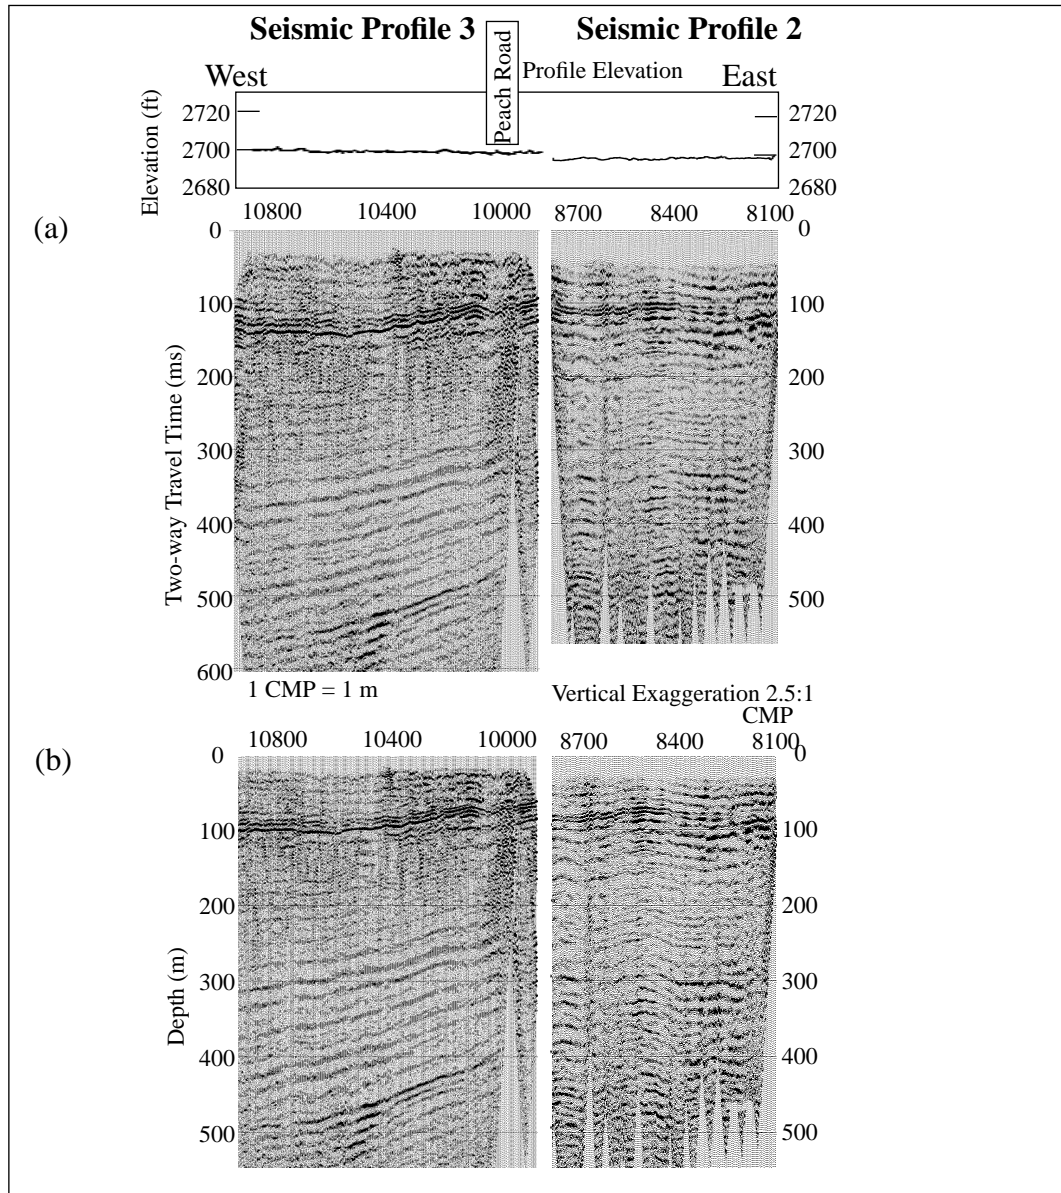 Seismic Profile 3
Peach Road
Seismic Profile 2
West
Profile Elevation
East
Elevation (ft)
2720
2700
2680
2720
2700
2680
10800 10400 10000 8700 8400 8100
(a)
0
100
200
300
400
500
600
Two-way Travel Time (ms)
0
100
200
300
400
500
1 CMP = 1 m
Vertical Exaggeration 2.5:1
CMP
10800 10400 10000 8700 8400 8100
(b)
0
100
200
300
400
500
Depth (m)
0
100
200
300
400
500